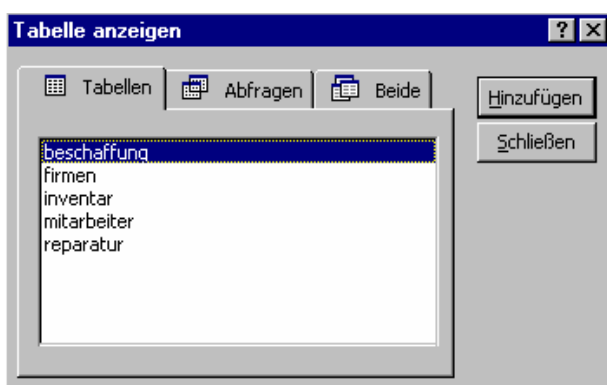 Tabelle anzeigen
Tabellen Abfragen Beide
Hinzufügen
Schließen
beschaffung
firmen
inventar
mitarbeiter
reparatur